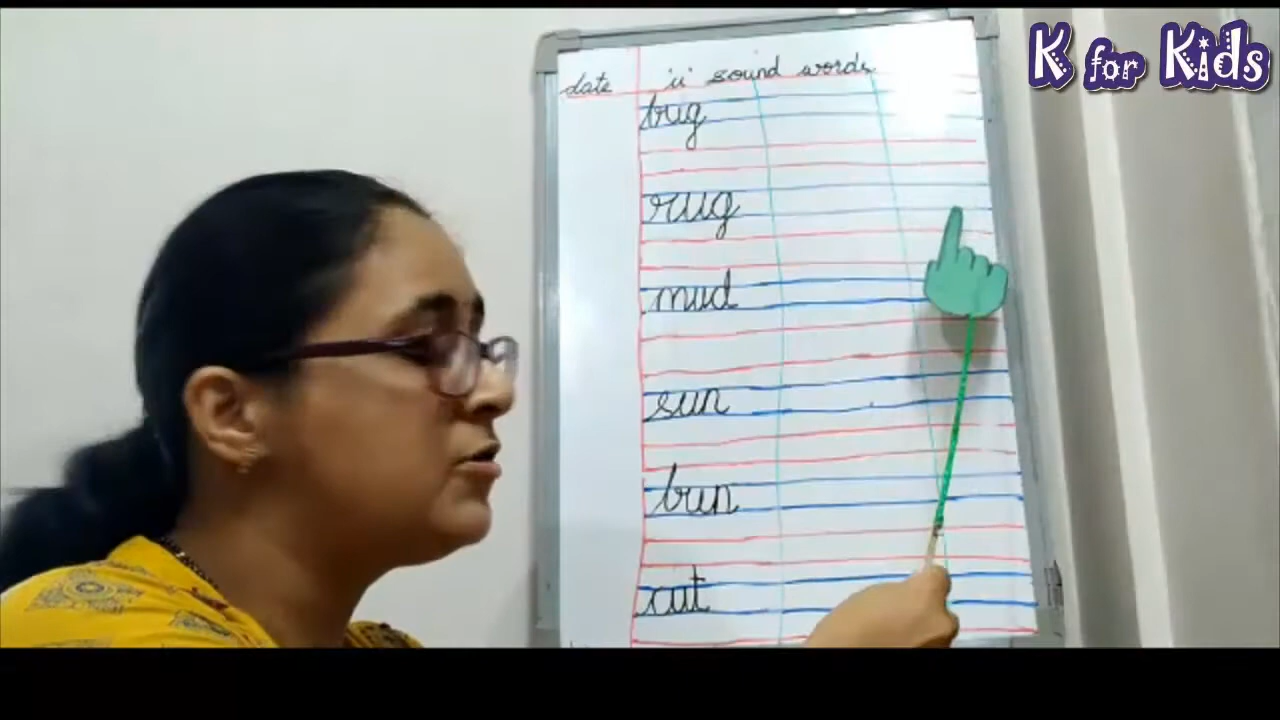 K for Kids
date 'u' sound words
bug
rug
mud
sun
bun
cut